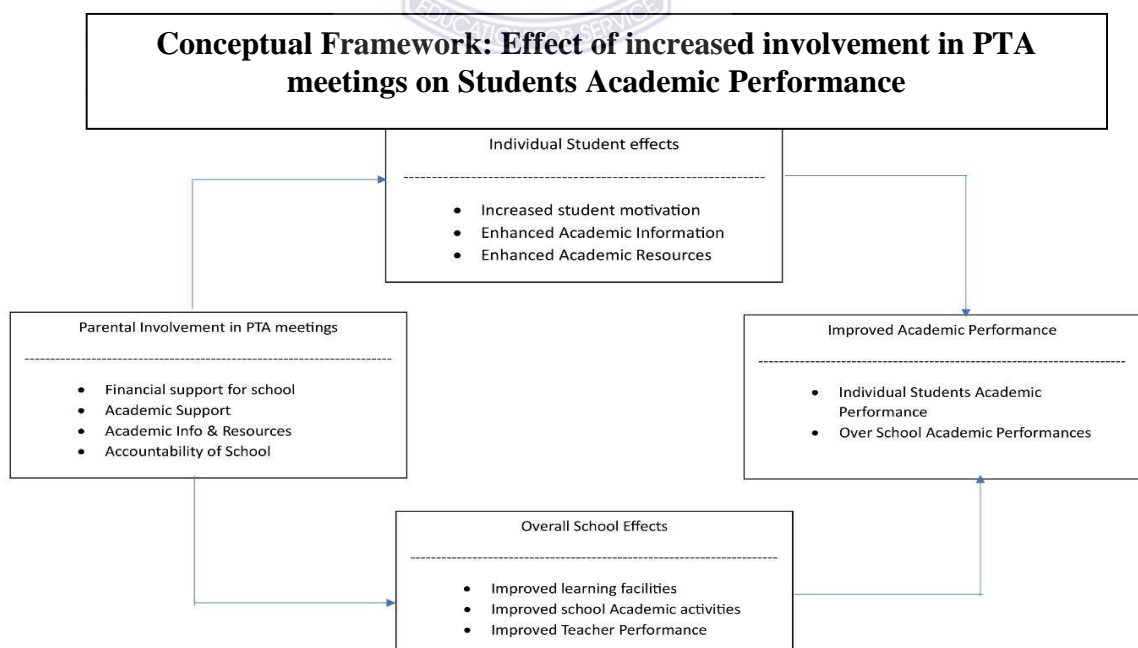 EDUCATION FOR SERVICE
Conceptual Framework: Effect of increased involvement in PTA
meetings on Students Academic Performance
Individual Student effects
• Increased student motivation
• Enhanced Academic Information
• Enhanced Academic Resources
Parental Involvement in PTA meetings
• Financial support for school
• Academic Support
• Academic Info & Resources
• Accountability of School
Improved Academic Performance
• Individual Students Academic
Performance
• Over School Academic Performances
Overall School Effects
• Improved learning facilities
• Improved school Academic activities
• Improved Teacher Performance